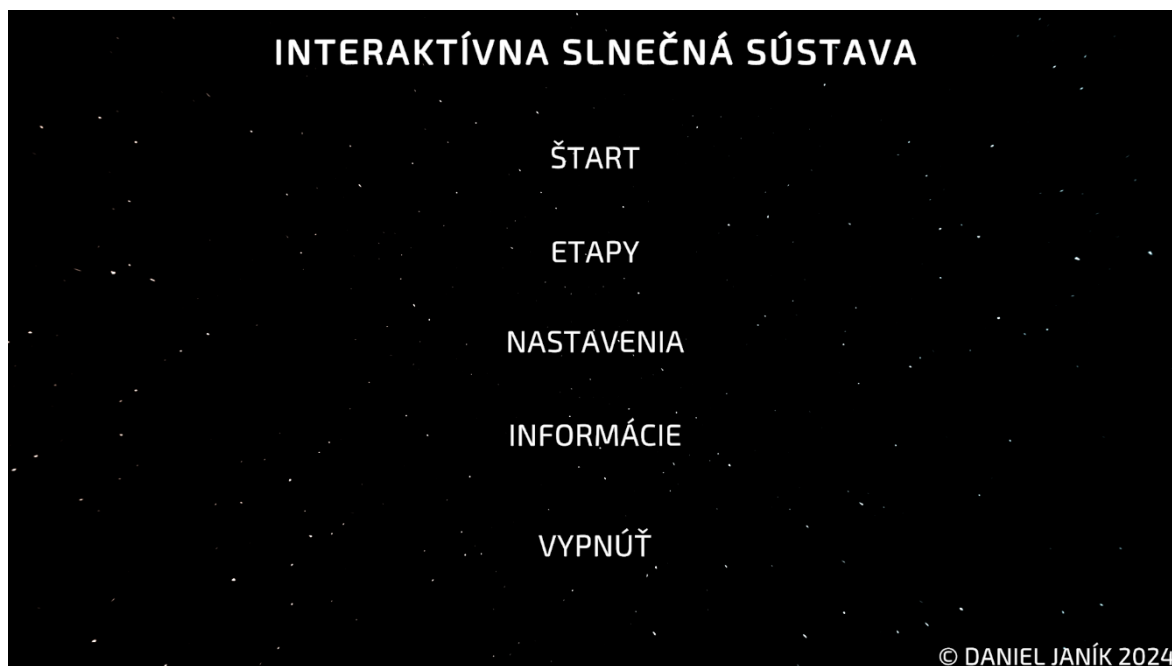 INTERAKTÍVNA SLNEČNÁ SÚSTAVA
ŠTART
ETAPY
NASTAVENIA
INFORMÁCIE
VYPNÚŤ
© DANIEL JANÍK 2024